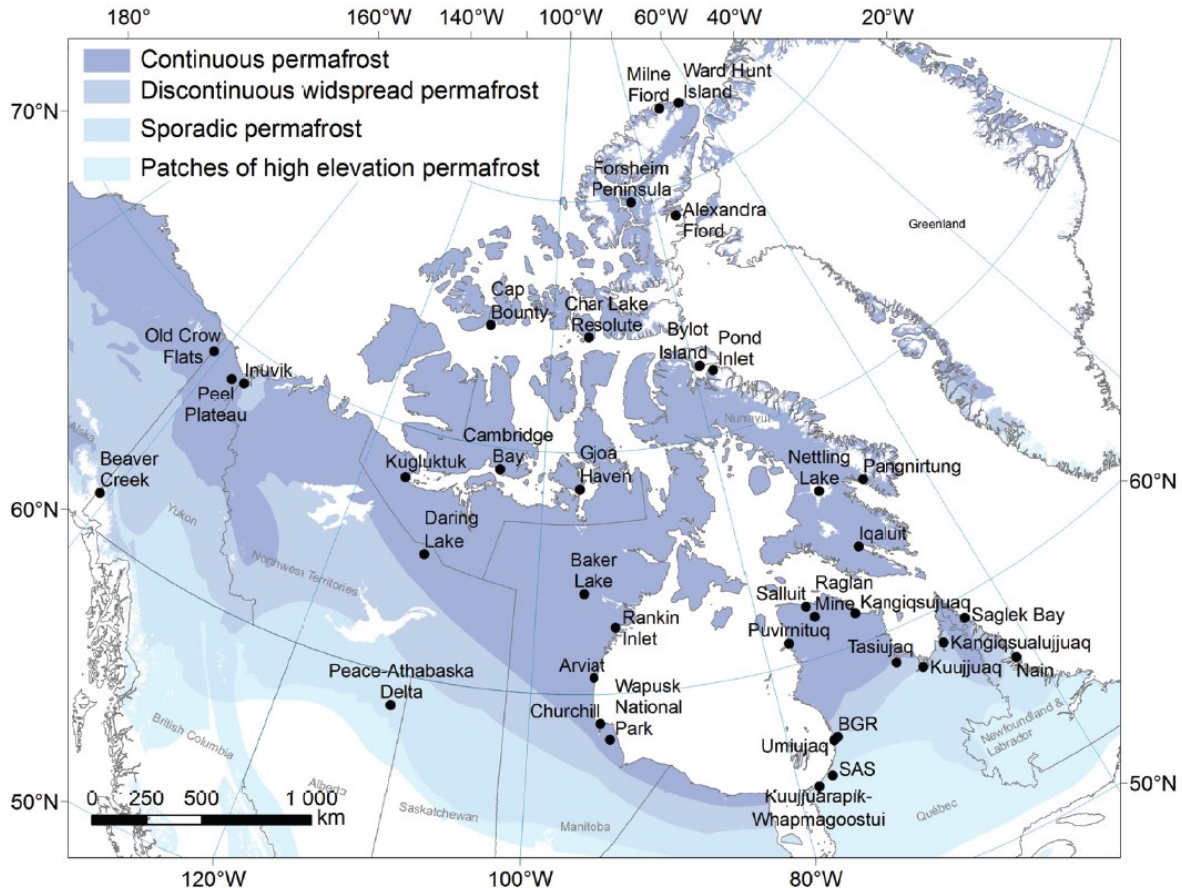 180°
140°W
120°W
100°W
60°W
40°W
20°W
70°N
60°N
50°N
Continuous permafrost
Discontinuous widspread permafrost
Sporadic permafrost
Patches of high elevation permafrost
Milne
Fiord
Ward Hunt
Island
Forsheim
Peninsula
Alexandra
Fiord
Greenland
Cap
Bounty
Char Lake
Resolute
Bylot
Island
Pond
Inlet
Old Crow
Flats
Inuvik
Peel
Plateau
Nunavut
Alska
Beaver
Creek
Yukon
Kugluktuk
Cambridge
Bay
Gjoa
Haven
Nettling
Lake
Pangnirtung
Daring
Lake
Iqaluit
Northwess Territories
Baker
Lake
Rankin
Inlet
Salluit
Raglan
Mine
Kangiqsujuaq
Saglek Bay
Puvirnituq
Tasiujaq
Kangiqsualujjuaq
Kuujjuaq
Nain
Peace-Athabaska
Delta
Arviat
Churchill
Wapusk
National
Park
BGR
Umiujaq
SAS
Kuujjuarapik-
Whapmagoostui
Newfoundland &
Labrador
Québec
British Columbia
Alberta
Saskatchewan
Manitoba
0 250 500 1 000
km
60°N
50°N
120°W
160°W
100°W
80°W